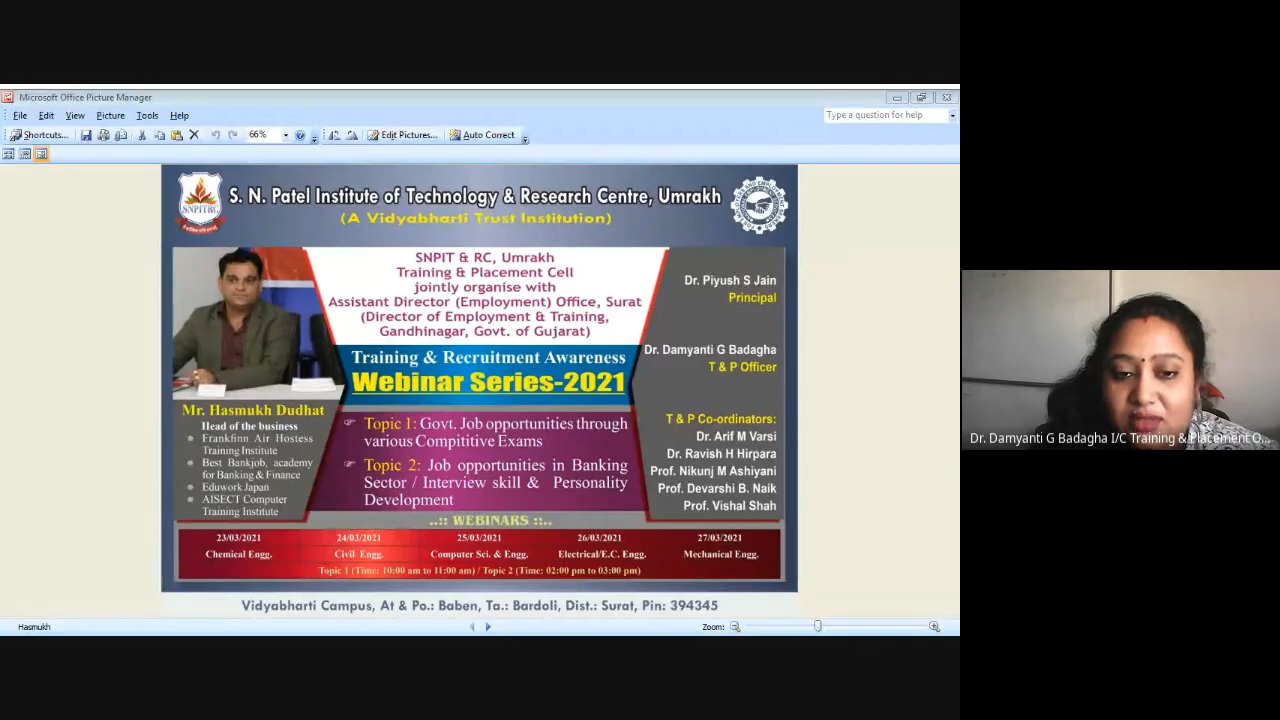 Microsoft Office Picture Manager
File Edit View Picture Tools Help
Type a question for help
Shortcuts... 66% Edit Pictures... Auto Correct
S. N. Patel Institute of Technology & Research Centre, Umrakh
(A Vidyabharti Trust Institution)
SNPITRC
SNPIT & RC, Umrakh
Training & Placement Cell
jointly organise with
Assistant Director (Employment) Office, Surat
(Director of Employment & Training,
Gandhinagar, Govt. of Gujarat)
Training & Recruitment Awareness
Webinar Series-2021
Mr. Hasmukh Dudhat
Head of the business
Frankfinn Air Hostess
Training Institute
Best Bankjob, academy
for Banking & Finance
Eduwork Japan
AISECT Computer
Training Institute
Topic 1: Govt. Job opportunities through
various Compititive Exams
Topic 2: Job opportunities in Banking
Sector / Interview skill & Personality
Development
Dr. Piyush S Jain
Principal
Dr. Damyanti G Badagha
T & P Officer
T & P Co-ordinators:
Dr. Arif M Varsi
Dr. Ravish H Hirpara
Prof. Nikunj M Ashiyani
Prof. Devarshi B. Naik
Prof. Vishal Shah
..:: WEBINARS ::..
23/03/2021 24/03/2021 25/03/2021 26/03/2021 27/03/2021
Chemical Engg. Civil Engg. Computer Sci. & Engg. Electrical/E.C. Engg. Mechanical Engg.
Topic 1 (Time: 10:00 am to 11:00 am) / Topic 2 (Time: 02:00 pm to 03:00 pm)
Vidyabharti Campus, At & Po.: Baben, Ta.: Bardoli, Dist.: Surat, Pin: 394345
Hasmukh Zoom:
Dr. Damyanti G Badagha I/C Training & Placement O...